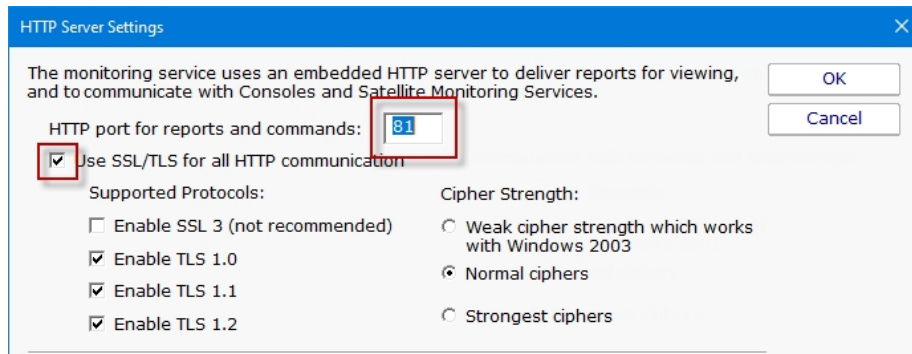 HTTP Server Settings
The monitoring service uses an embedded HTTP server to deliver reports for viewing,
and to communicate with Consoles and Satellite Monitoring Services.
OK
Cancel
HTTP port for reports and commands: 81
Use SSL/TLS for all HTTP communication
Supported Protocols:
Enable SSL 3 (not recommended)
Enable TLS 1.0
Enable TLS 1.1
Enable TLS 1.2
Cipher Strength:
Weak cipher strength which works
with Windows 2003
Normal ciphers
Strongest ciphers